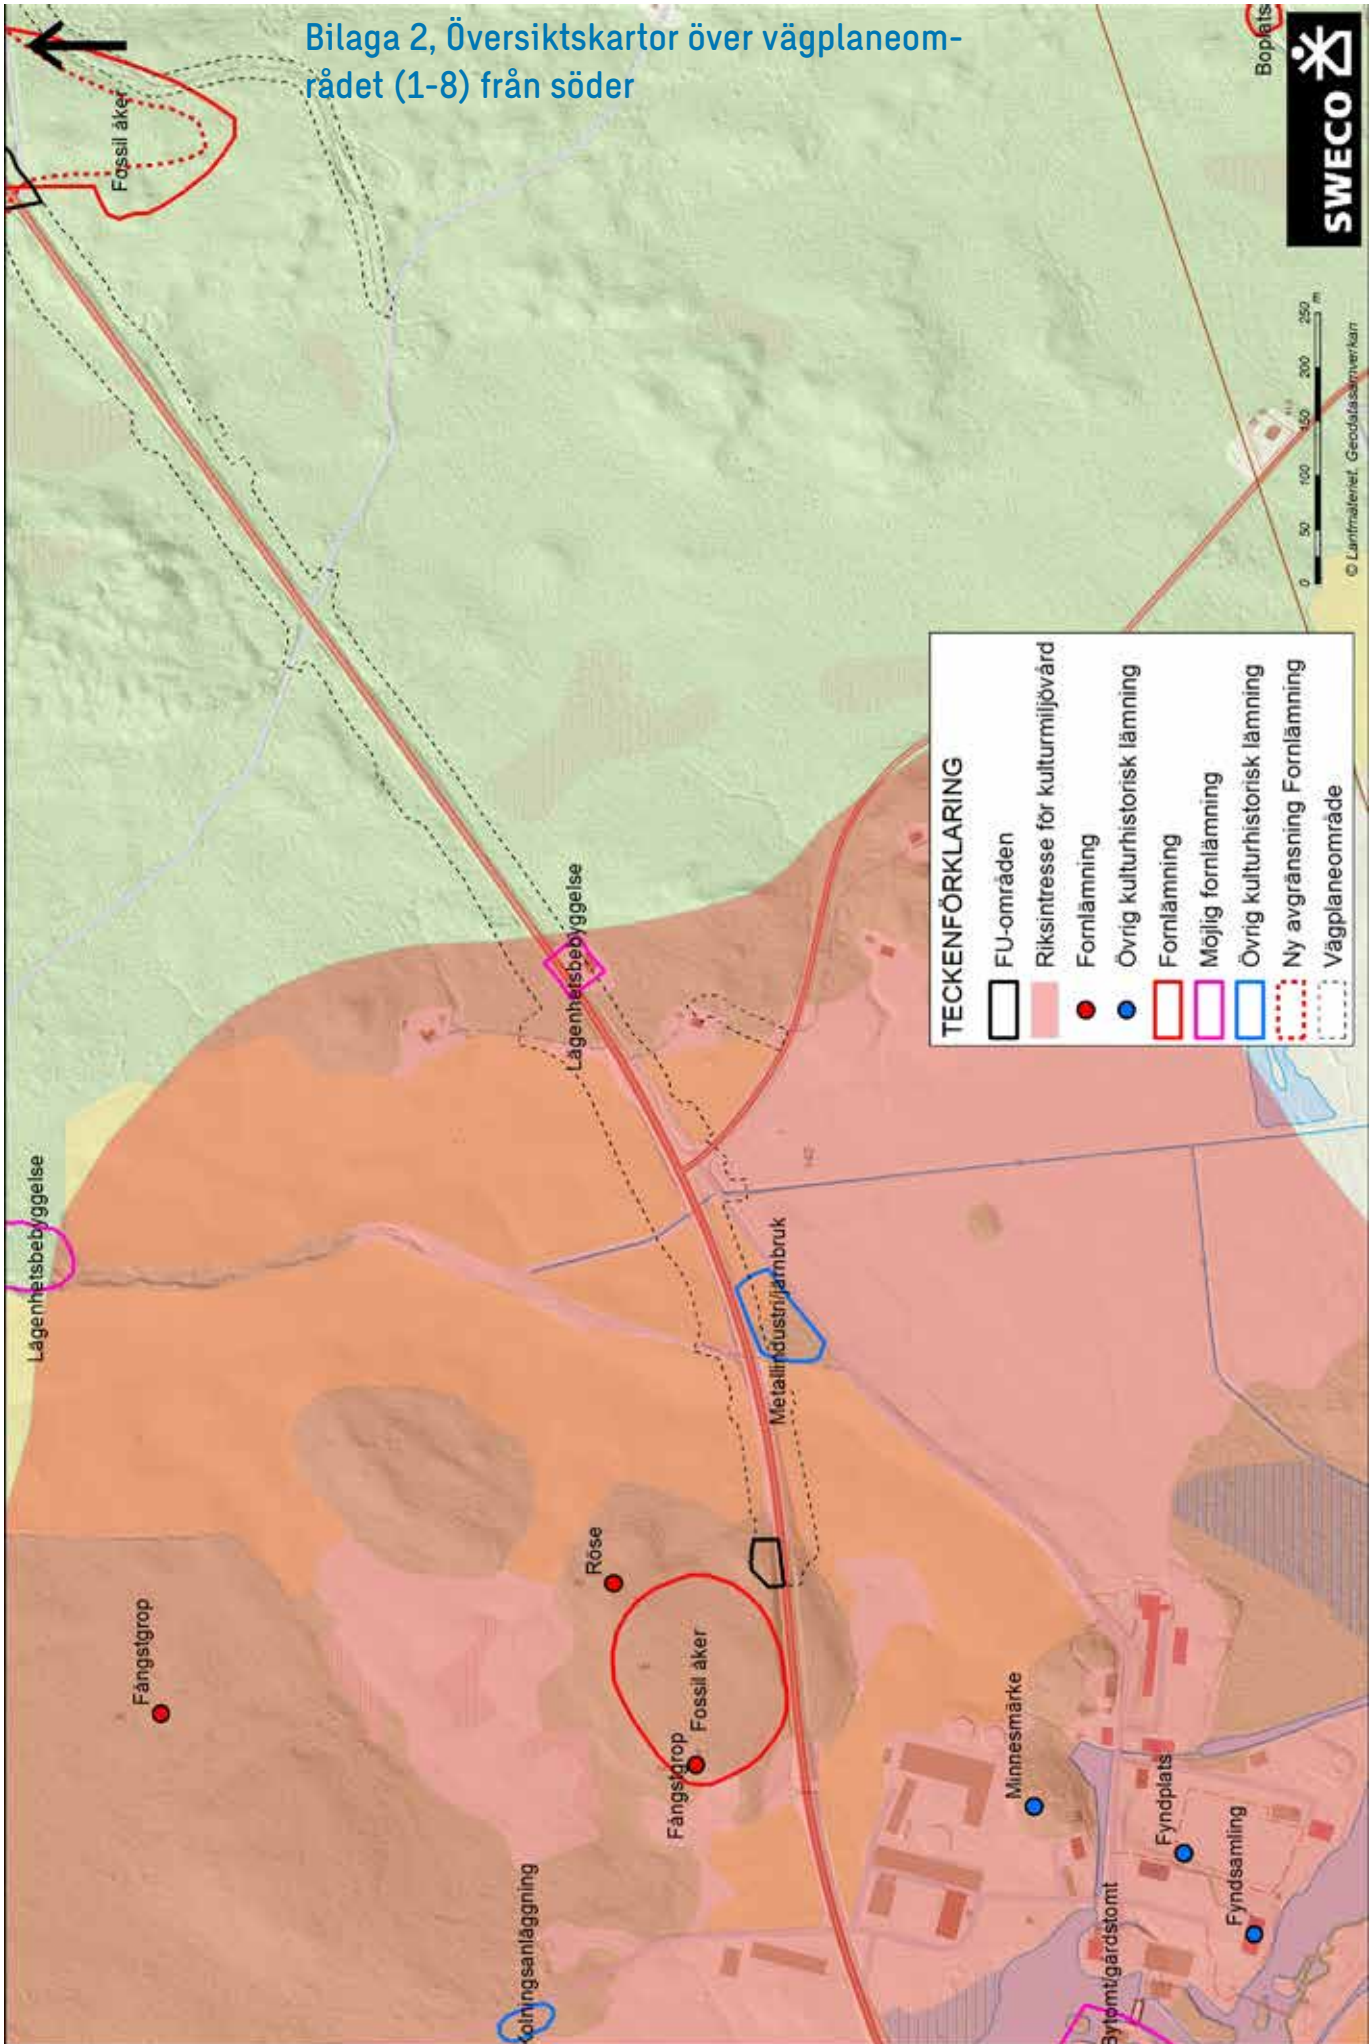 Bilaga 2, Översiktskartor över vägplaneom-
rådet (1-8) från söder
Fossil åker
Boplats
SWECO
Lägenhetsbebyggelse
Lägenhetsbebyggelse
Metallindustri/järnbruk
Röse
Fångstgrop
Fångstgrop
Fossil åker
Kolningsanläggning
Minnesmärke
Fyndplats
Fyndsamling
Bytomt/gårdstomt
TECKENFÖRKLARING
FU-områden
Riksintresse för kulturmiljövård
Fornlämning
Övrig kulturhistorisk lämning
Fornlämning
Möjlig fornlämning
Övrig kulturhistorisk lämning
Ny avgränsning Fornlämning
Vägplaneområde
0 50 100 150 200 250
m
© Lantmäteriet, Geodatasamverkan